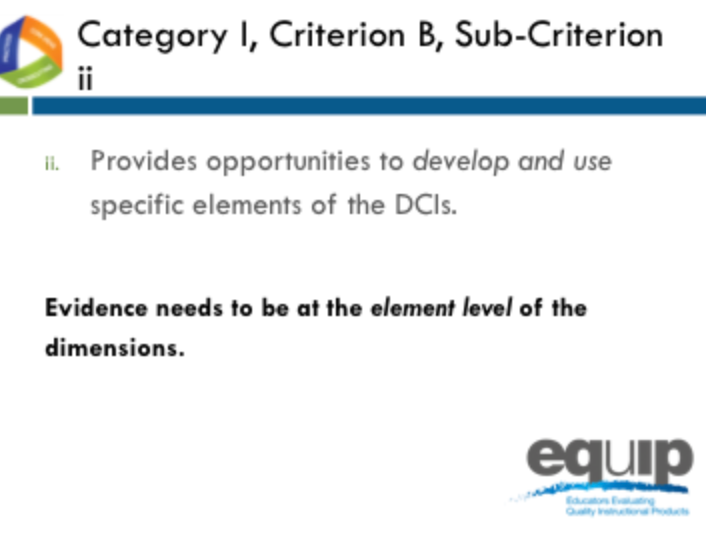 Category I, Criterion B, Sub-Criterion
ii
ii. Provides opportunities to develop and use
specific elements of the DCIs.
Evidence needs to be at the element level of the
dimensions.
equip
Educators Evaluating
Quality Instructional Products